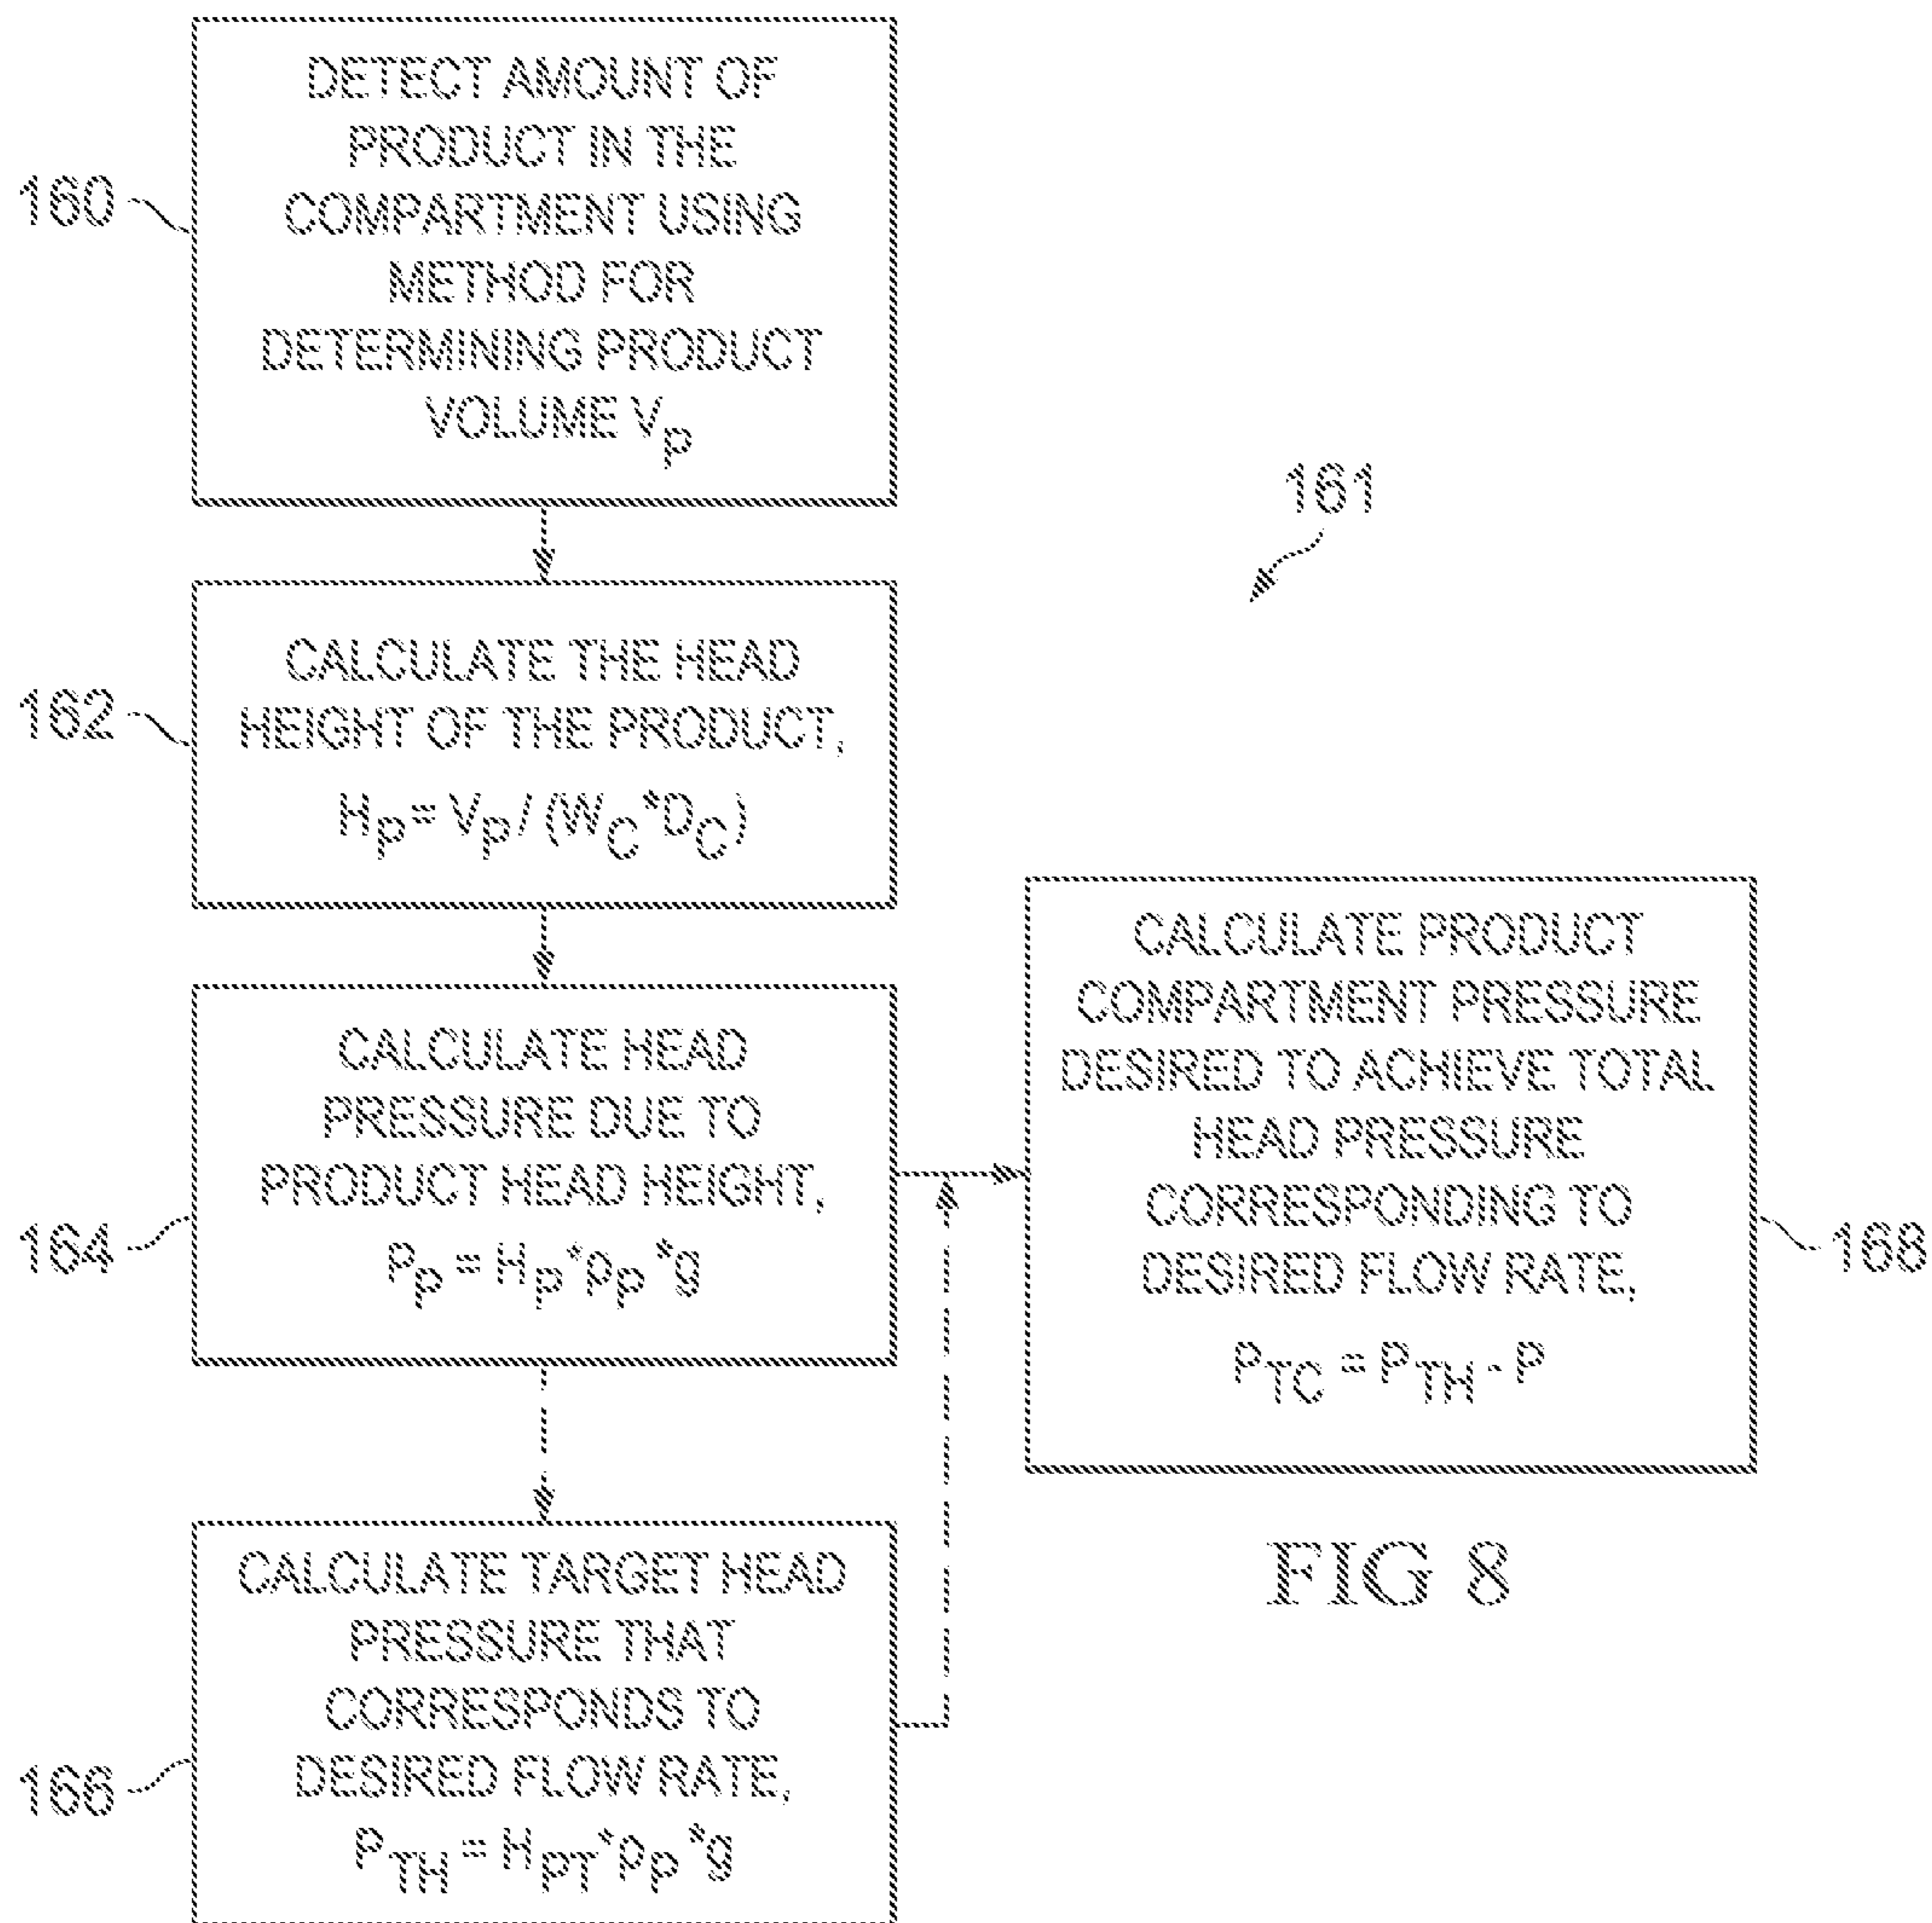 DETECT AMOUNT OF
PRODUCT IN THE
COMPARTMENT USING
METHOD FOR
DETERMINING PRODUCT
VOLUME Vp
160
161
CALCULATE THE HEAD
HEIGHT OF THE PRODUCT,
Hp = Vp / (WC*DC)
162
CALCULATE HEAD
PRESSURE DUE TO
PRODUCT HEAD HEIGHT,
Pp = Hp*pp*g
164
CALCULATE PRODUCT
COMPARTMENT PRESSURE
DESIRED TO ACHIEVE TOTAL
HEAD PRESSURE
CORRESPONDING TO
DESIRED FLOW RATE,
PTC = PTH - P
168
CALCULATE TARGET HEAD
PRESSURE THAT
CORRESPONDS TO
DESIRED FLOW RATE,
PTH = HPT*pp*g
166
FIG 8